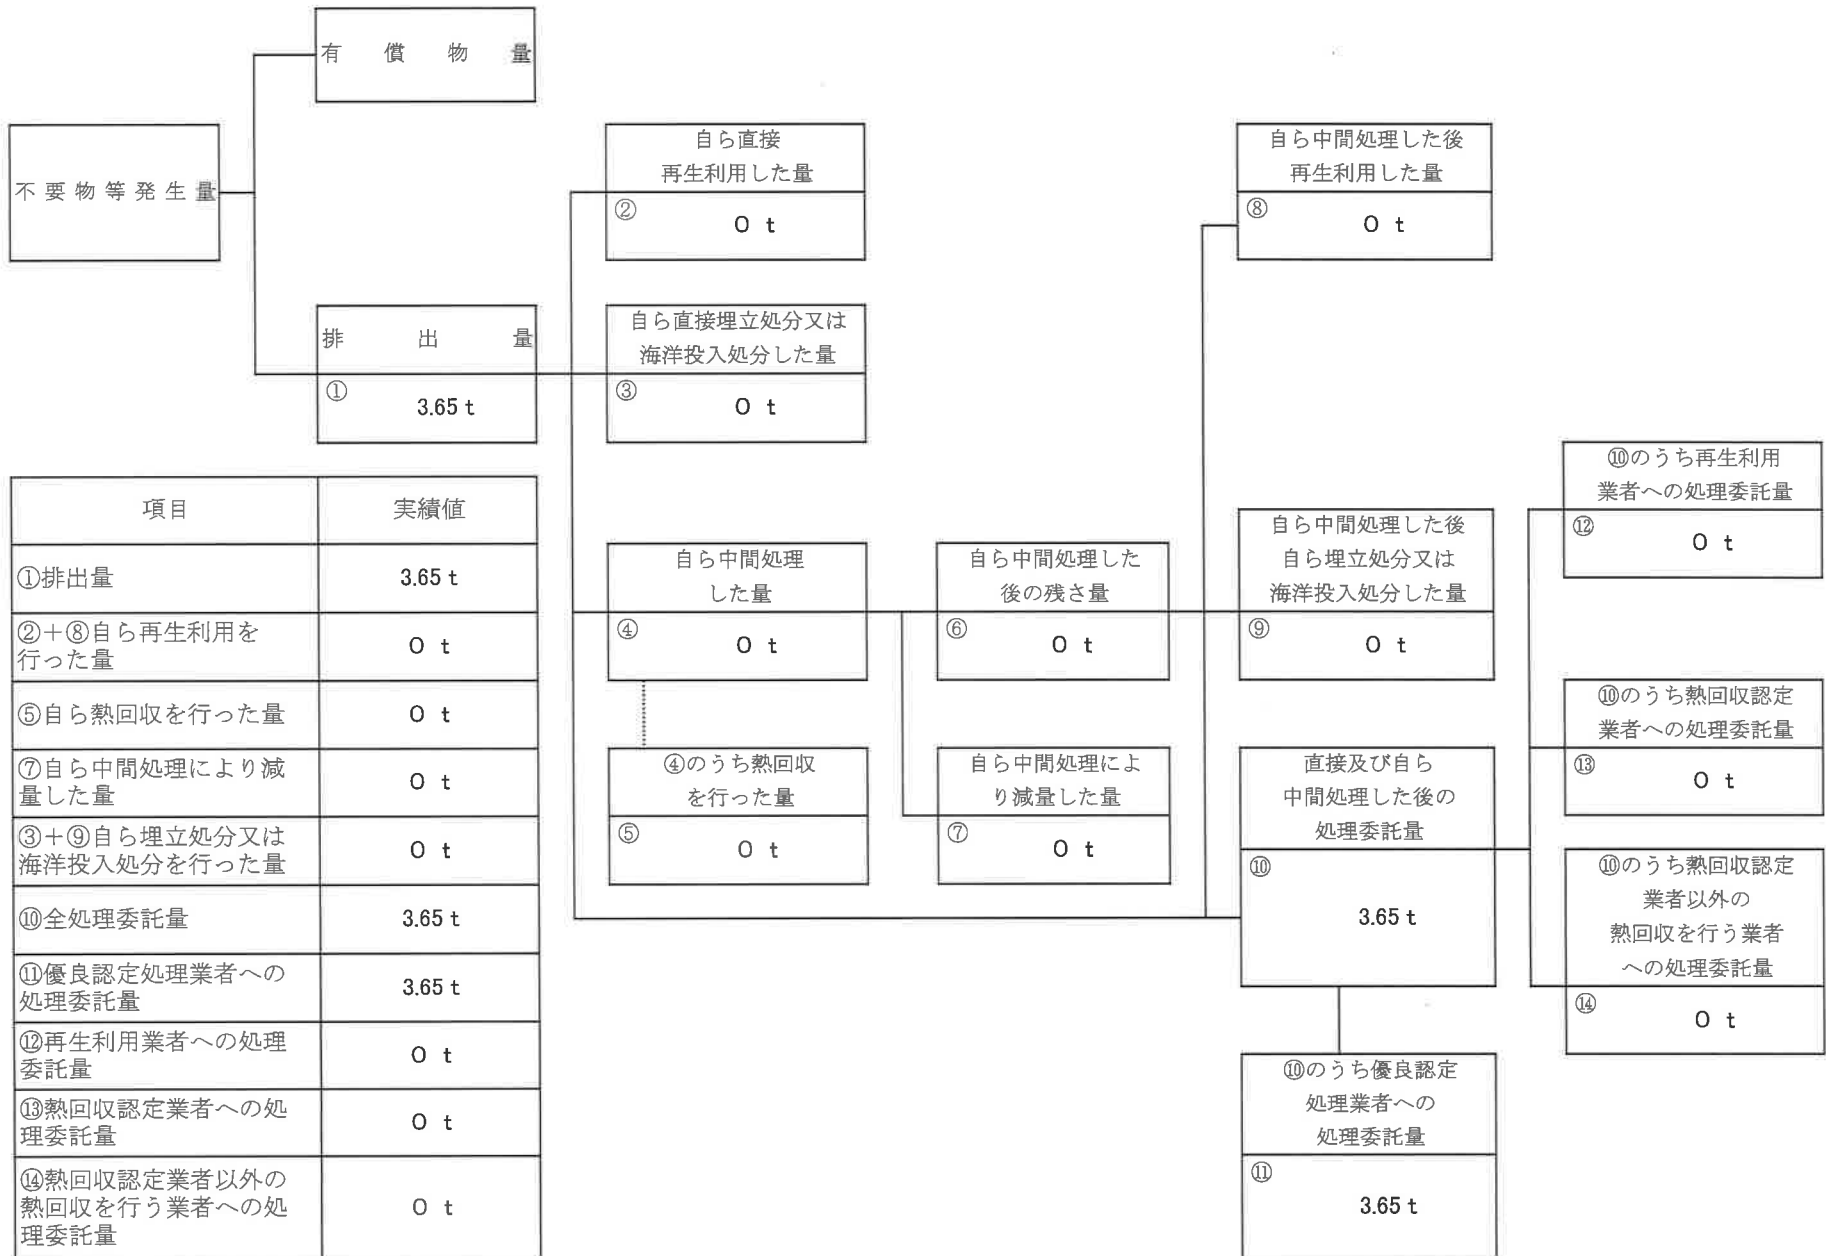 有償物量
不要物等発生量
自ら直接
再生利用した量
② 0 t
自ら中間処理した後
再生利用した量
⑧ 0 t
排出量
① 3.65 t
自ら直接埋立処分又は
海洋投入処分した量
③ 0 t
項目 実績値
①排出量 3.65 t
②+⑧自ら再生利用を
行った量
0 t
⑤自ら熱回収を行った量 0 t
⑦自ら中間処理により減
量した量
0 t
③+⑨自ら埋立処分又は
海洋投入処分を行った量
0 t
⑩全処理委託量 3.65 t
⑪優良認定処理業者への
処理委託量
3.65 t
⑫再生利用業者への処理
委託量
0 t
⑬熱回収認定業者への処
理委託量
0 t
⑭熱回収認定業者以外の
熱回収を行う業者への処
理委託量
0 t
自ら中間処理
した量
④ 0 t
④のうち熱回収
を行った量
⑤ 0 t
自ら中間処理した
後の残さ量
⑥ 0 t
自ら中間処理によ
り減量した量
⑦ 0 t
自ら中間処理した後
自ら埋立処分又は
海洋投入処分した量
⑨ 0 t
直接及び自ら
中間処理した後の
処理委託量
⑩
3.65 t
⑩のうち優良認定
処理業者への
処理委託量
⑪
3.65 t
⑩のうち再生利用
業者への処理委託量
⑫ 0 t
⑩のうち熱回収認定
業者への処理委託量
⑬ 0 t
⑩のうち熱回収認定
業者以外の
熱回収を行う業者
への処理委託量
⑭ 0 t